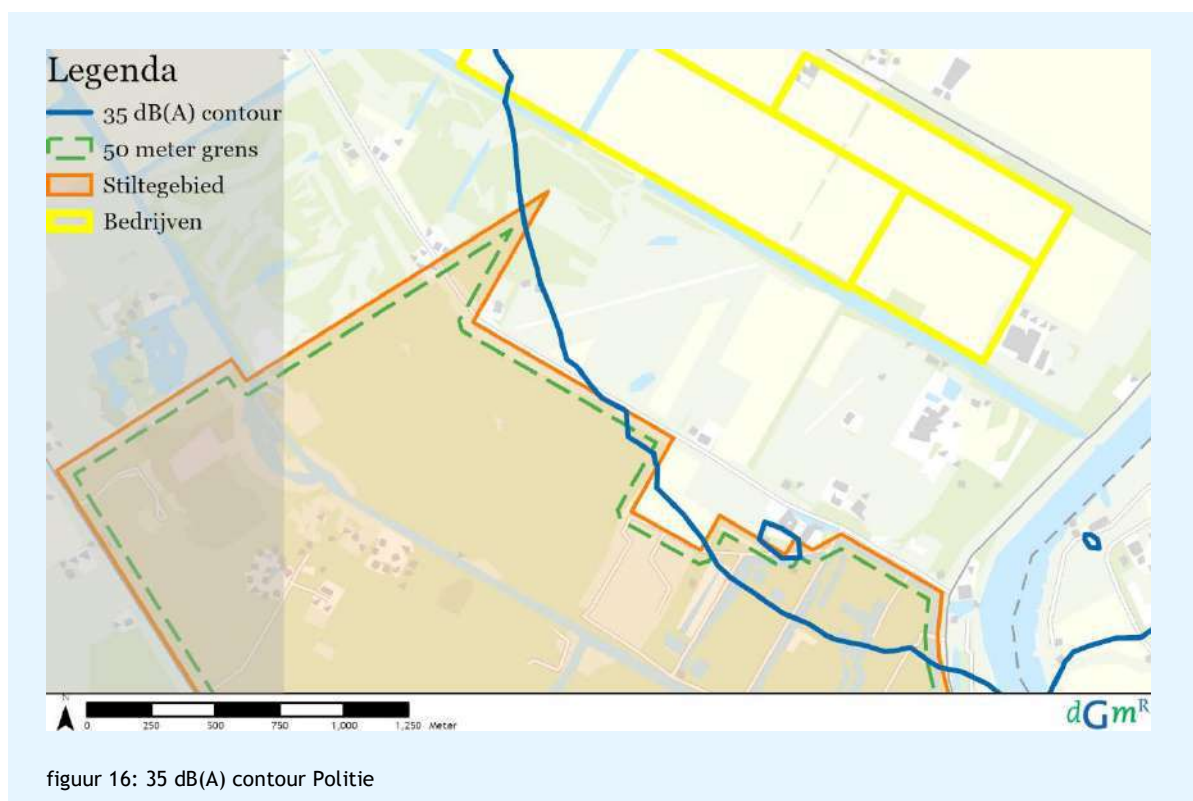 Legenda
35 dB(A) contour
50 meter grens
Stiltegebied
Bedrijven
N
0 250 500 750 1,000 1,250 Meter
dGmR
figuur 16: 35 dB(A) contour Politie